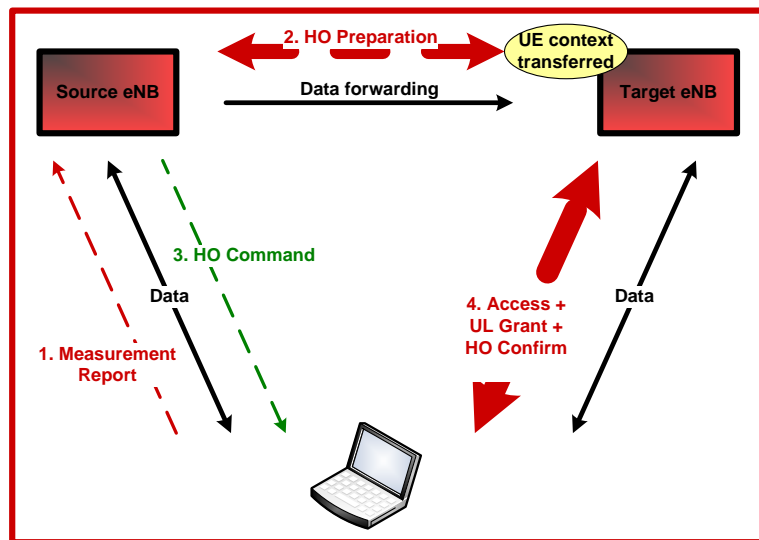 2. HO Preparation
UE context
transferred
Source eNB
Data forwarding
Target eNB
3. HO Command
Data
1. Measurement
Report
4. Access +
UL Grant +
HO Confirm
Data